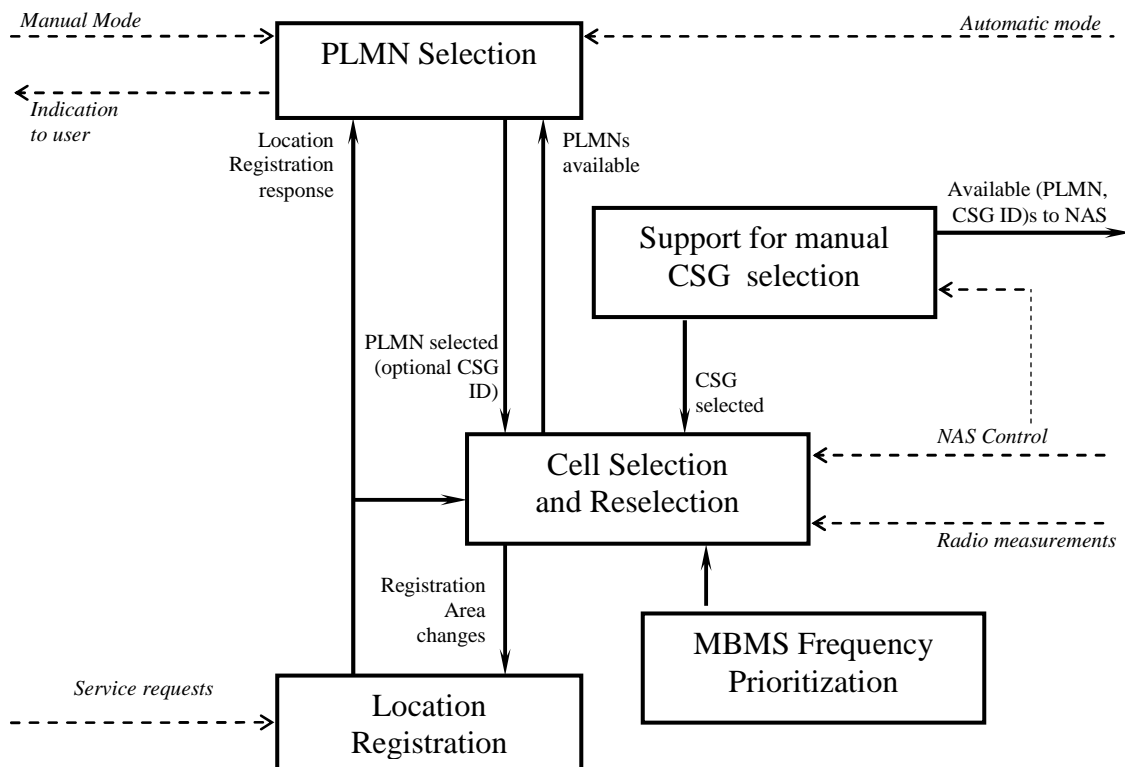 Manual Mode
PLMN Selection
Automatic mode
Indication
to user
Location
Registration
response
PLMNs
available
Available (PLMN,
CSG ID)s to NAS
Support for manual
CSG selection
PLMN selected
(optional CSG
ID)
CSG
selected
NAS Control
Cell Selection
and Reselection
Radio measurements
Registration
Area
changes
MBMS Frequency
Prioritization
Service requests
Location
Registration